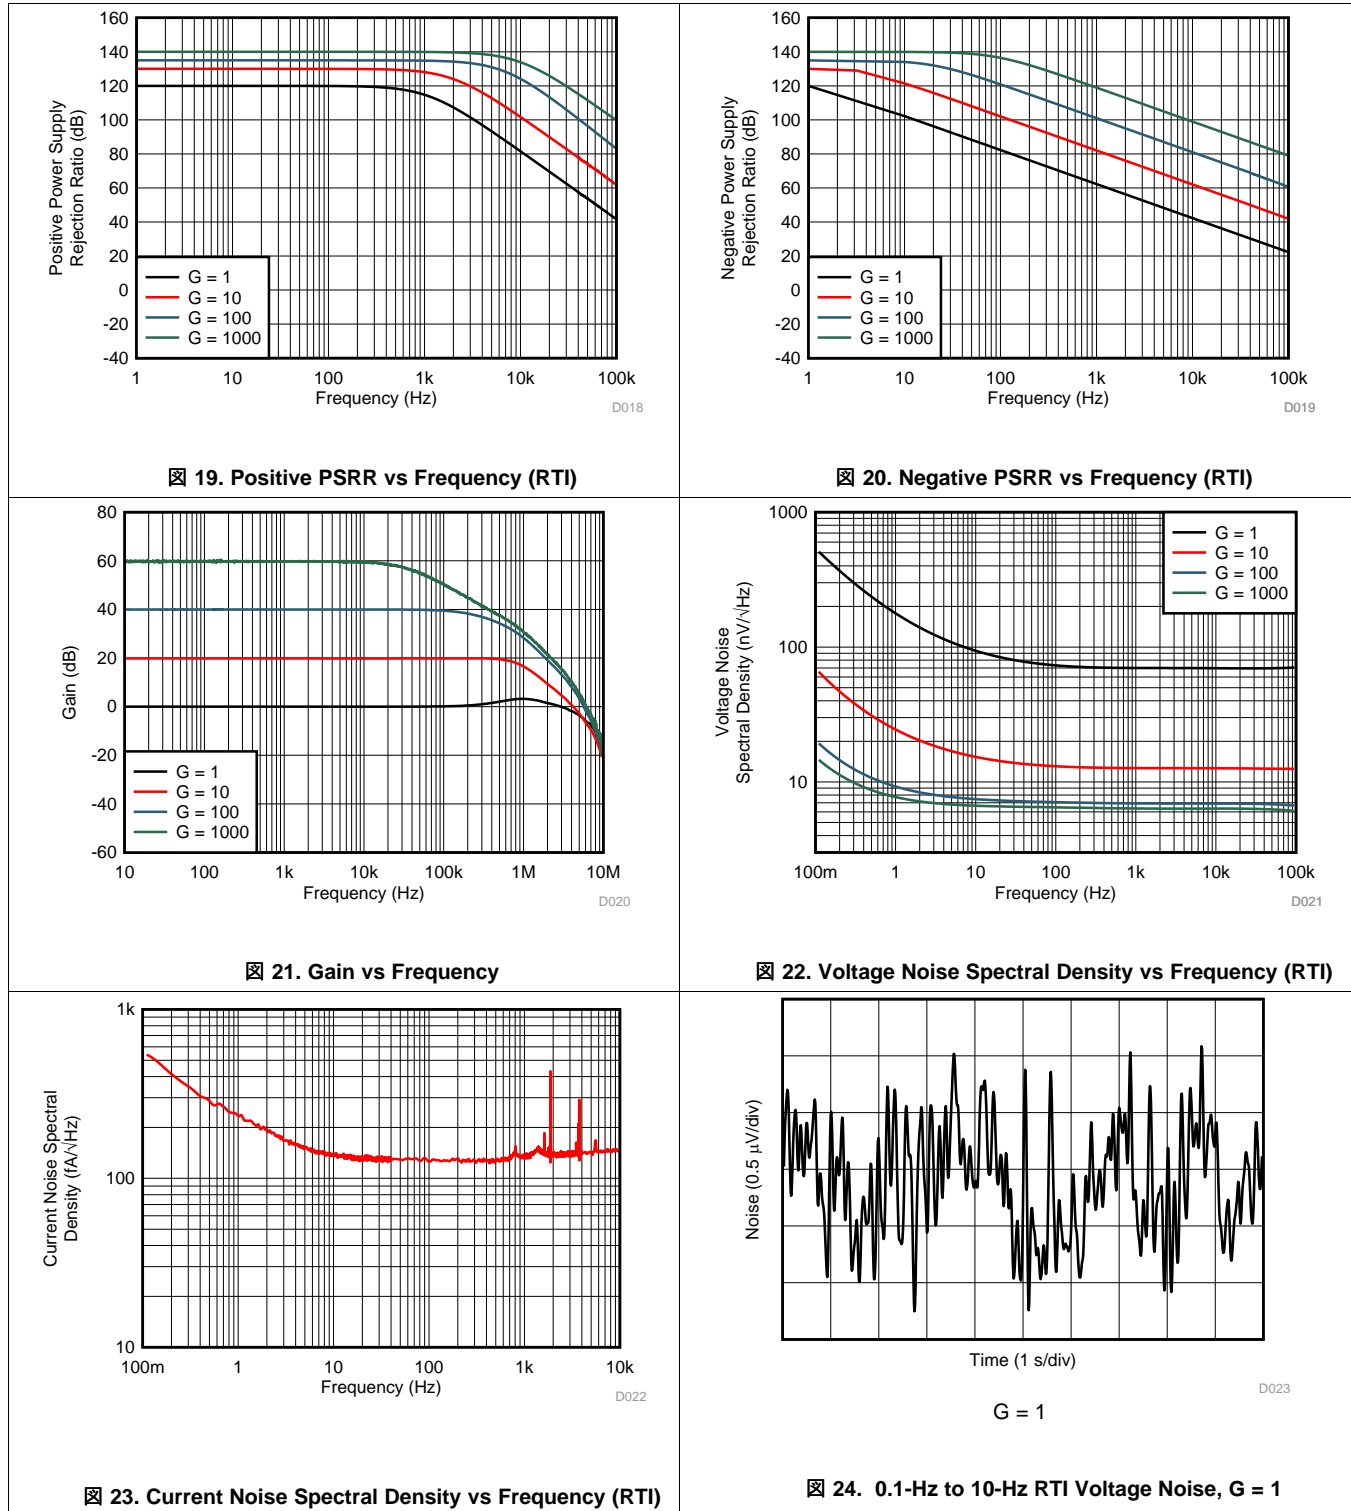 160
140
120
100
80
60
40
20
0
-20
-40
Positive Power Supply
Rejection Ratio (dB)
G = 1
G = 10
G = 100
G = 1000
1 10 100 1k 10k 100k
Frequency (Hz)
D018
図 19. Positive PSRR vs Frequency (RTI)
160
140
120
100
80
60
40
20
0
-20
-40
Negative Power Supply
Rejection Ratio (dB)
G = 1
G = 10
G = 100
G = 1000
1 10 100 1k 10k 100k
Frequency (Hz)
D019
図 20. Negative PSRR vs Frequency (RTI)
80
60
40
20
0
-20
-40
-60
Gain (dB)
G = 1
G = 10
G = 100
G = 1000
10 100 1k 10k 100k 1M 10M
Frequency (Hz)
D020
図 21. Gain vs Frequency
1000
100
10
Voltage Noise
Spectral Density (nV/√Hz)
G = 1
G = 10
G = 100
G = 1000
100m 1 10 100 1k 10k 100k
Frequency (Hz)
D021
図 22. Voltage Noise Spectral Density vs Frequency (RTI)
1k
100
10
Current Noise Spectral
Density (fA/√Hz)
100m 1 10 100 1k 10k
Frequency (Hz)
D022
図 23. Current Noise Spectral Density vs Frequency (RTI)
Noise (0.5 µV/div)
Time (1 s/div)
D023
G = 1
図 24. 0.1-Hz to 10-Hz RTI Voltage Noise, G = 1